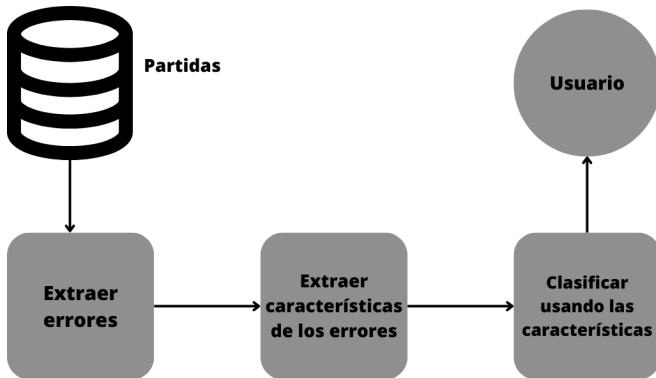 Partidas
Usuario
Extraer
errores
Extraer
características
de los errores
Clasificar
usando las
características